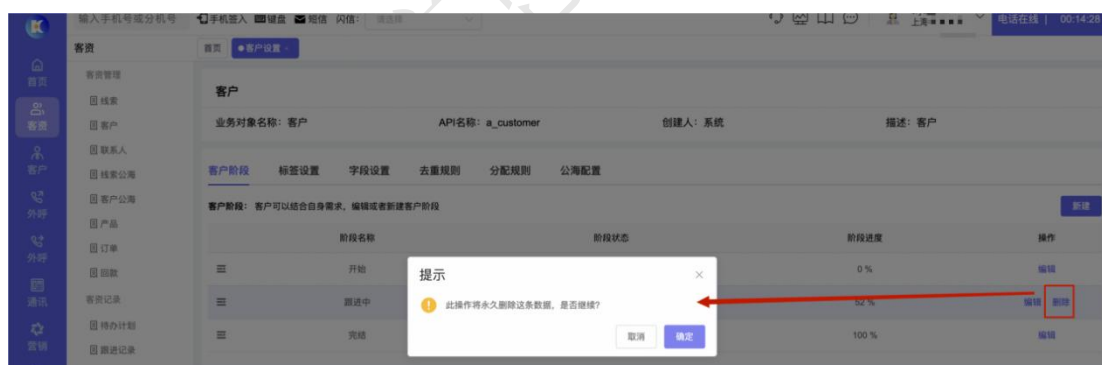 输入手机号或分机号 手机签入 键盘 短信 闪信： 请选择 上海 电话在线 | 00:14:28
客资 首页 客户设置
首页
客资管理
线索
客资
客户
联系人
客户
线索公海
客户公海
外呼
产品
外呼
订单
回款
通讯
客资记录
待办计划
营销
跟进记录
客户
业务对象名称：客户 API名称：a_customer 创建人：系统 描述：客户
客户阶段 标签设置 字段设置 去重规则 分配规则 公海配置
客户阶段：客户可以结合自身需求，编辑或者新建客户阶段 新建
阶段名称 阶段状态 阶段进度 操作
开始 0 % 编辑
跟进中 52 % 编辑 删除
完结 100 % 编辑
提示
此操作将永久删除这条数据，是否继续？
取消 确定